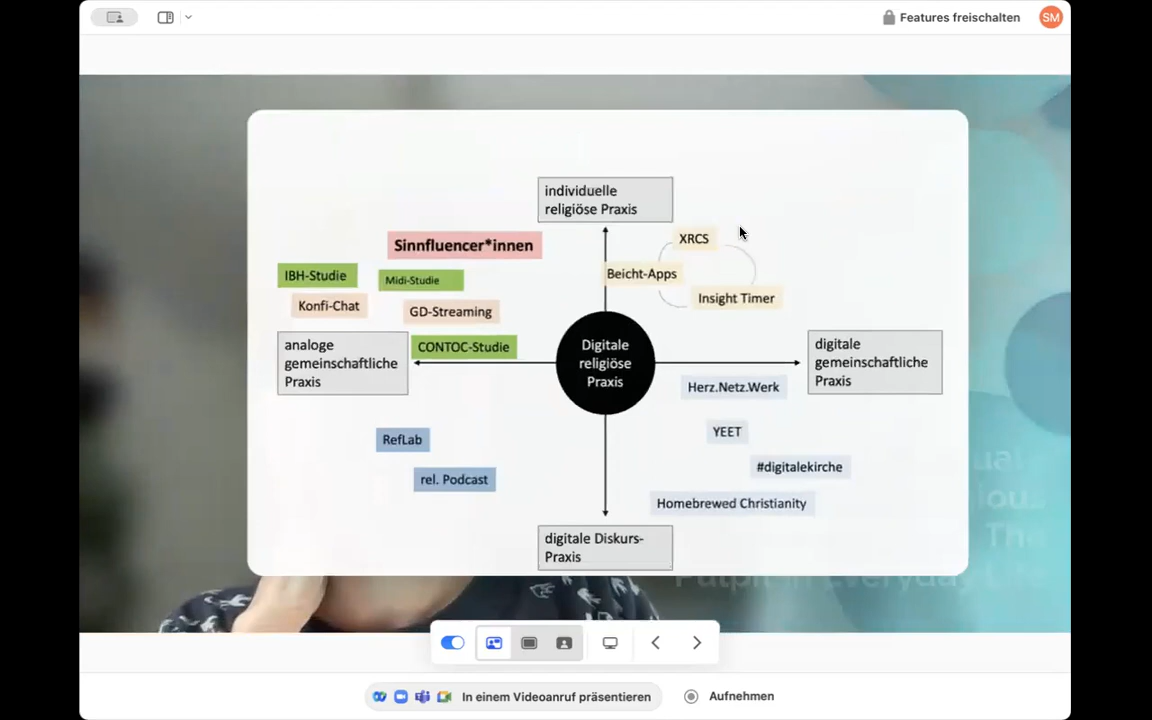 Features freischalten
SM
individuelle
religiöse Praxis
Sinnfluencer*innen
XRCS
IBH-Studie
Midi-Studie
Beicht-Apps
Konfi-Chat
GD-Streaming
Insight Timer
analoge
gemeinschaftliche
Praxis
CONTOC-Studie
Digitale
religiöse
Praxis
digitale
gemeinschaftliche
Praxis
Herz.Netz.Werk
RefLab
YEET
rel. Podcast
#digitalekirche
Homebrewed Christianity
digitale Diskurs-
Praxis
The
In einem Videoanruf präsentieren
Aufnehmen